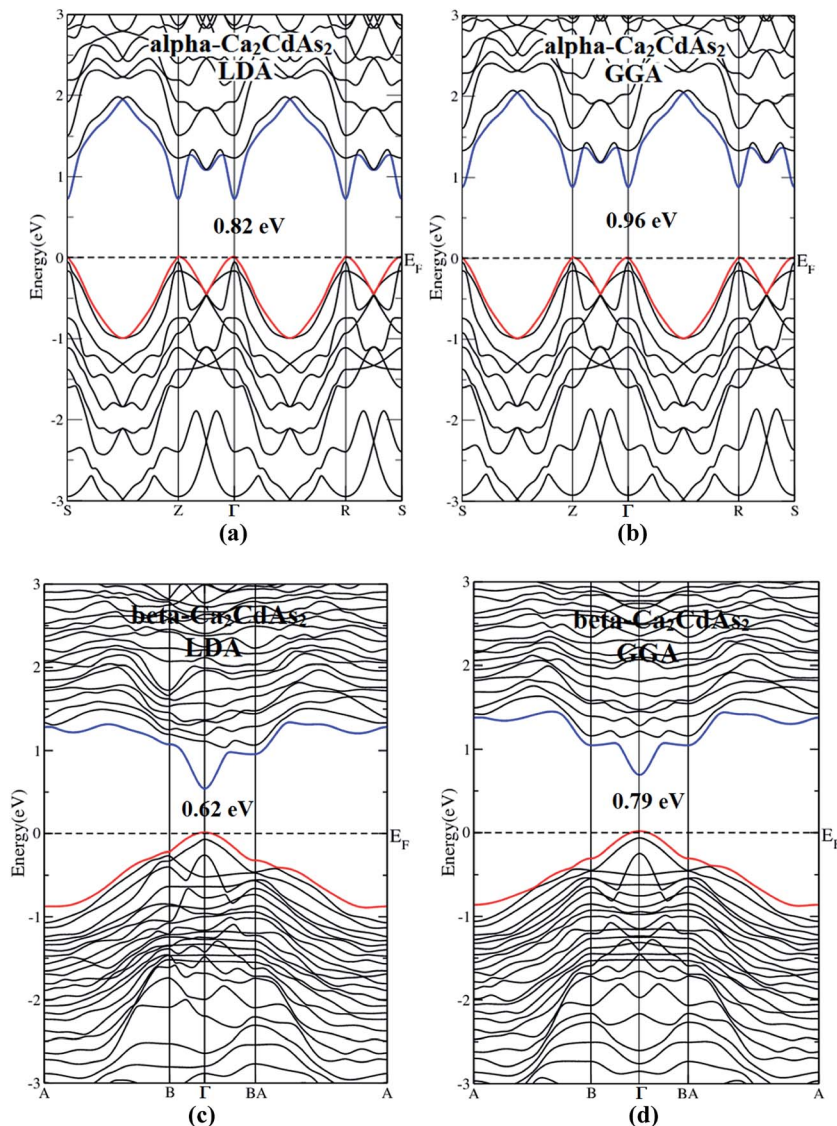 alpha-Ca₂CdAs₂
LDA
Energy(eV)
3
2
1
0
-1
-2
-3
0.82 eV
E_F
S Z Γ R S
(a)
alpha-Ca₂CdAs₂
GGA
Energy(eV)
3
2
1
0
-1
-2
-3
0.96 eV
E_F
S Z Γ R S
(b)
beta-Ca₂CdAs₂
LDA
Energy(eV)
3
2
1
0
-1
-2
-3
0.62 eV
E_F
A B Γ BA A
(c)
beta-Ca₂CdAs₂
GGA
Energy(eV)
3
2
1
0
-1
-2
-3
0.79 eV
E_F
A B Γ BA A
(d)